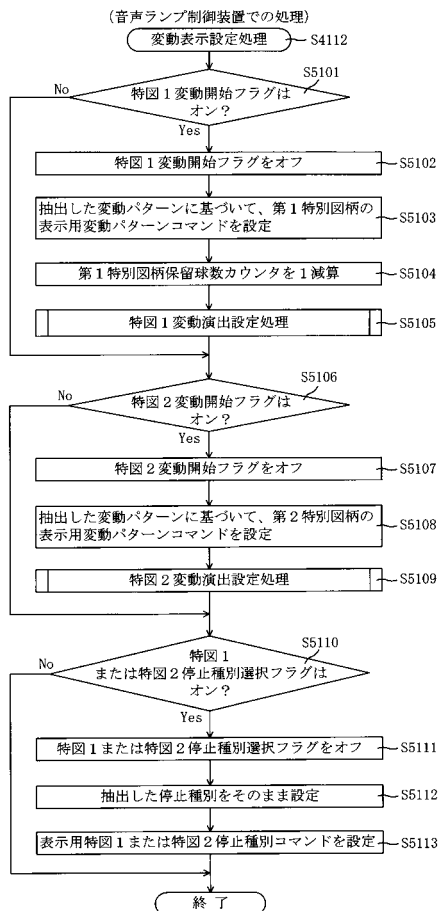 (音声ランプ制御装置での処理)
変動表示設定処理
S4112
S5101
No
特図1変動開始フラグは
オン?
Yes
特図1変動開始フラグをオフ
S5102
抽出した変動パターンに基づいて、第1特別図柄の
表示用変動パターンコマンドを設定
S5103
第1特別図柄保留球数カウンタを1減算
S5104
特図1変動演出設定処理
S5105
S5106
No
特図2変動開始フラグは
オン?
Yes
特図2変動開始フラグをオフ
S5107
抽出した変動パターンに基づいて、第2特別図柄の
表示用変動パターンコマンドを設定
S5108
特図2変動演出設定処理
S5109
S5110
No
特図1
または特図2停止種別選択フラグは
オン?
Yes
特図1または特図2停止種別選択フラグをオフ
S5111
抽出した停止種別をそのまま設定
S5112
表示用特図1または特図2停止種別コマンドを設定
S5113
終了